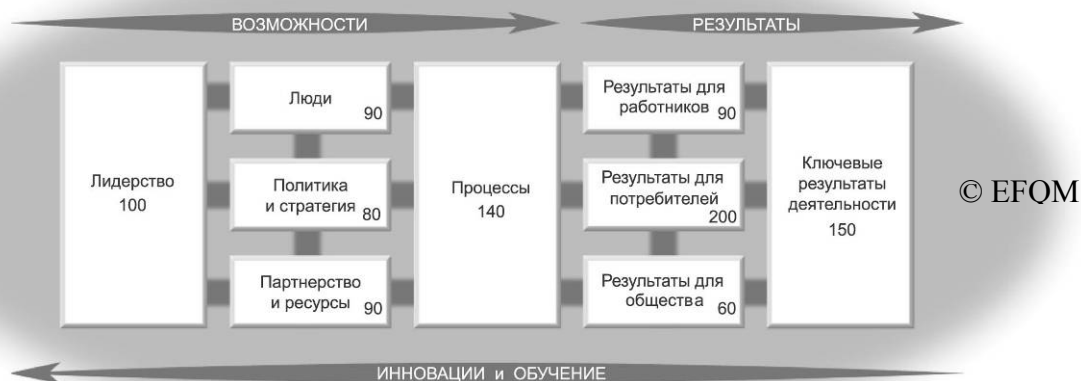 ВОЗМОЖНОСТИ
РЕЗУЛЬТАТЫ
Лидерство
100
Люди
90
Политика
и стратегия 80
Партнерство
и ресурсы 90
Процессы
140
Результаты для
работников 90
Результаты для
потребителей
200
Результаты для
общества 60
Ключевые
результаты
деятельности
150
© EFQM
ИННОВАЦИИ и ОБУЧЕНИЕ